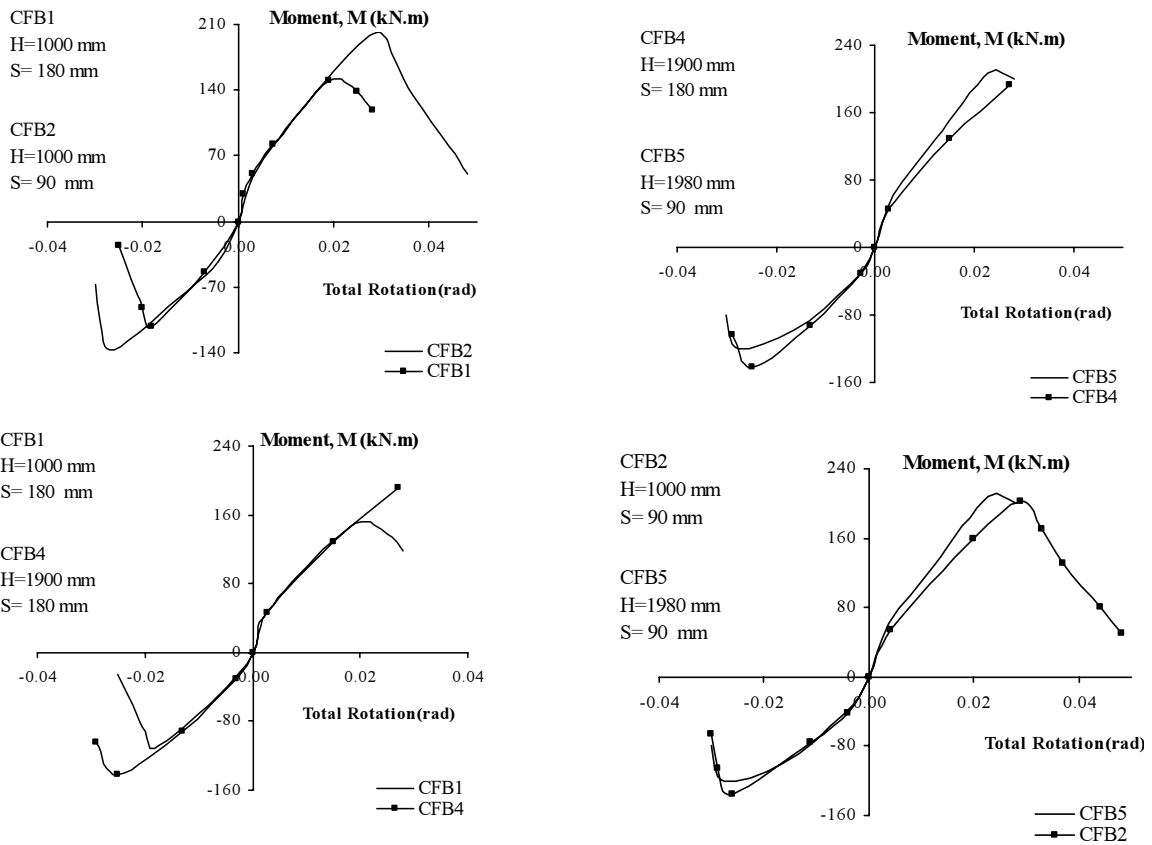 CFB1
H=1000 mm
S= 180 mm
CFB2
H=1000 mm
S= 90 mm
Moment, M (kN.m)
210
140
70
0
-70
-140
-0.04
-0.02
0.00
0.02
0.04
Total Rotation(rad)
CFB2
CFB1
CFB4
H=1900 mm
S= 180 mm
CFB5
H=1980 mm
S= 90 mm
Moment, M (kN.m)
240
160
80
0
-80
-160
-0.04
-0.02
0.00
0.02
0.04
Total Rotation(rad)
CFB5
CFB4
CFB1
H=1000 mm
S= 180 mm
CFB4
H=1900 mm
S= 180 mm
Moment, M (kN.m)
240
160
80
0
-80
-160
-0.04
-0.02
0.00
0.02
0.04
Total Rotation(rad)
CFB1
CFB4
CFB2
H=1000 mm
S= 90 mm
CFB5
H=1980 mm
S= 90 mm
Moment, M (kN.m)
240
160
80
0
-80
-160
-0.04
-0.02
0.00
0.02
0.04
Total Rotation(rad)
CFB5
CFB2